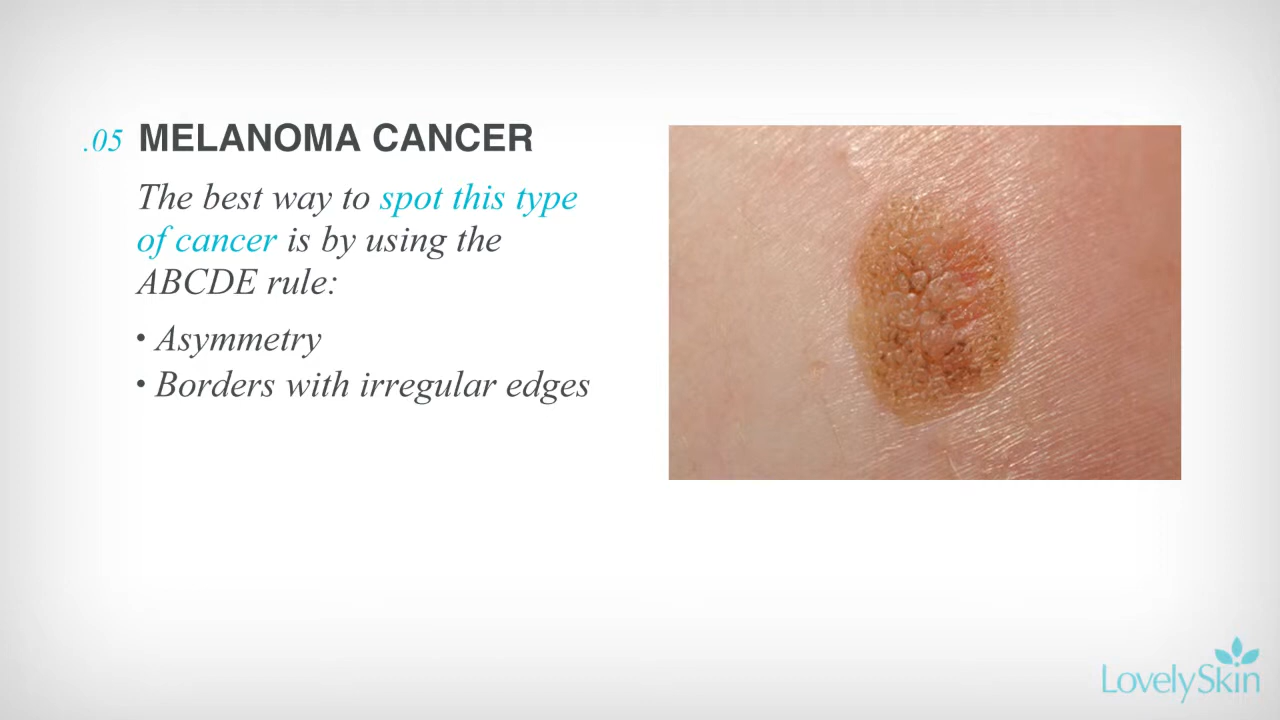 .05 MELANOMA CANCER
The best way to spot this type
of cancer is by using the
ABCDE rule:
• Asymmetry
• Borders with irregular edges
LovelySkin